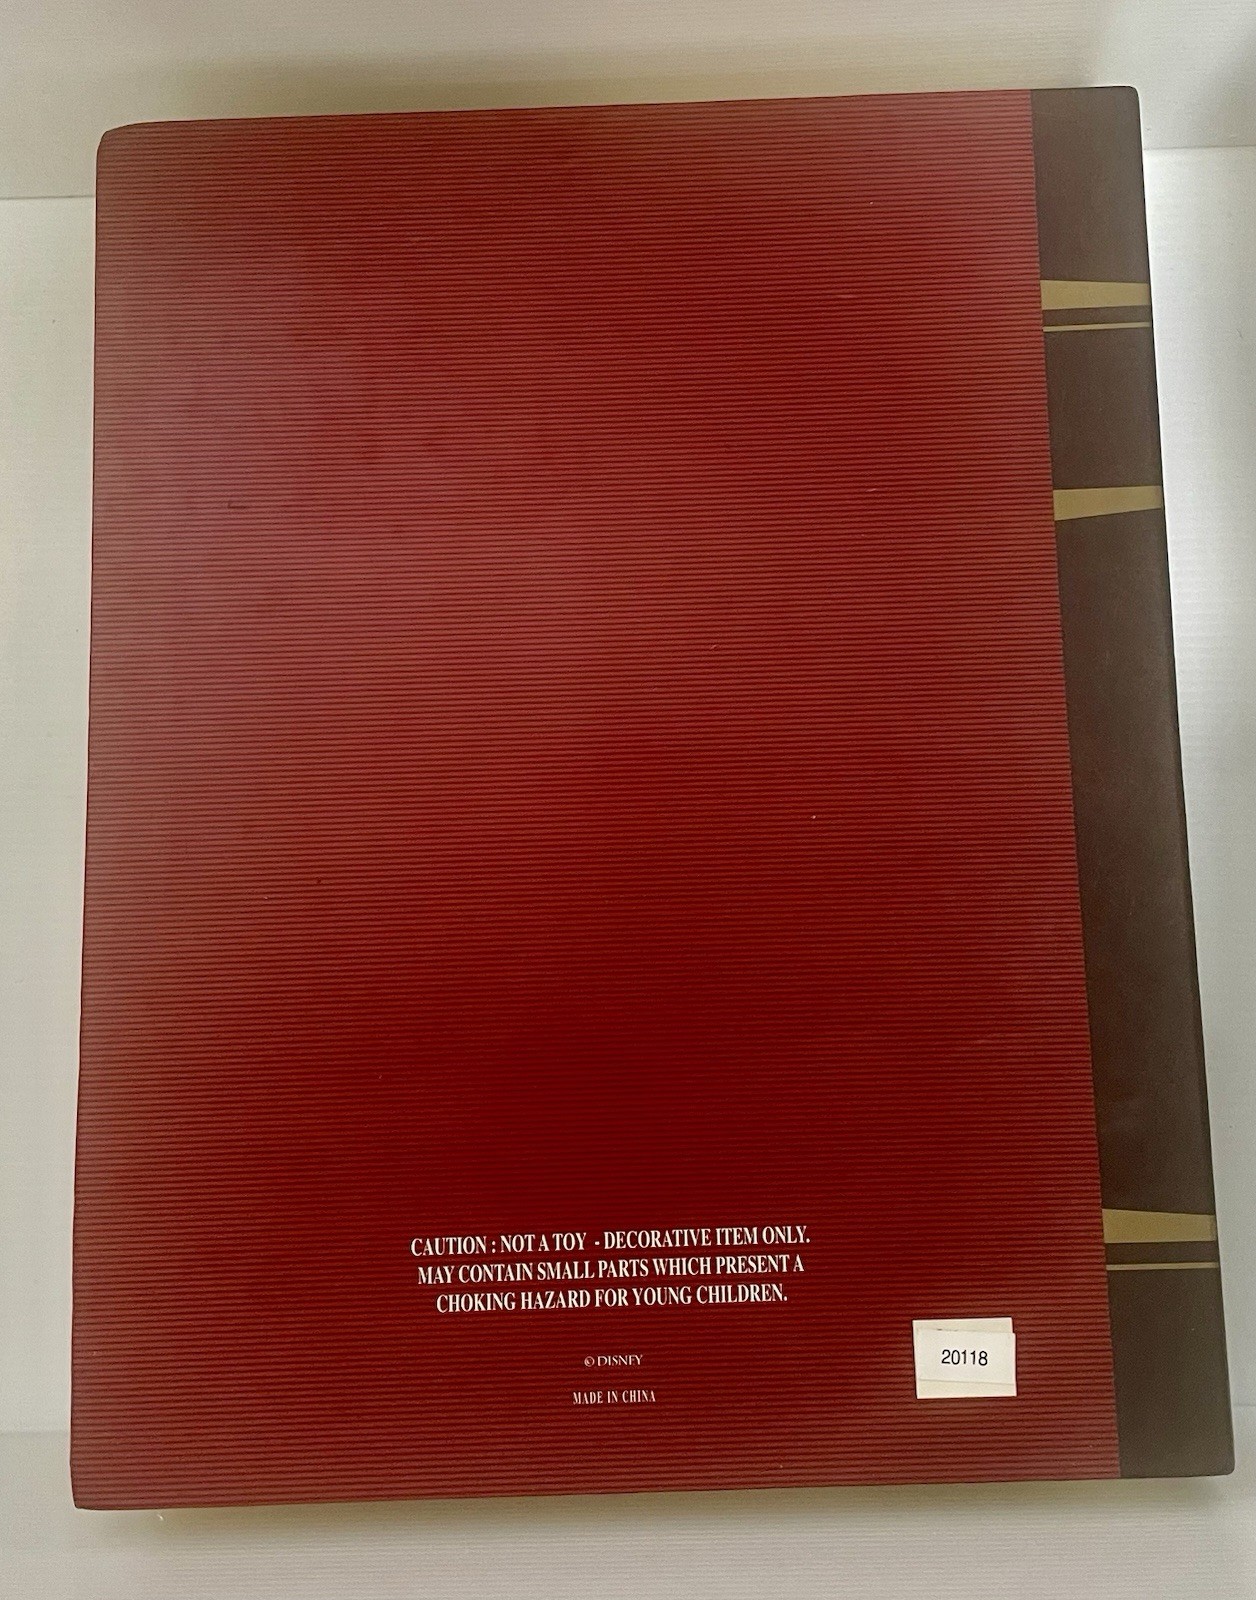 CAUTION : NOT A TOY - DECORATIVE ITEM ONLY.
MAY CONTAIN SMALL PARTS WHICH PRESENT A
CHOKING HAZARD FOR YOUNG CHILDREN.
© DISNEY
MADE IN CHINA
20118